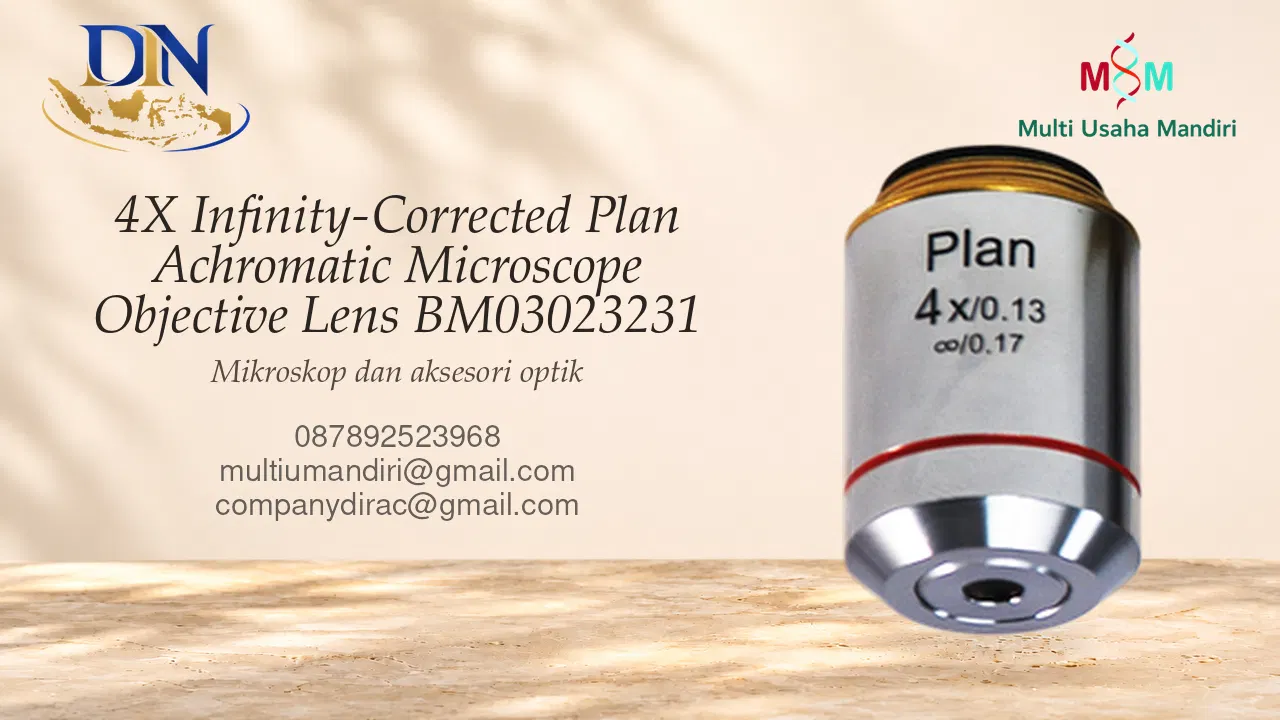 DIN
M M
Multi Usaha Mandiri
4X Infinity-Corrected Plan
Achromatic Microscope
Objective Lens BM03023231
Mikroskop dan aksesori optik
087892523968
multiumandiri@gmail.com
companydirac@gmail.com
Plan
4x/0.13
∞/0.17